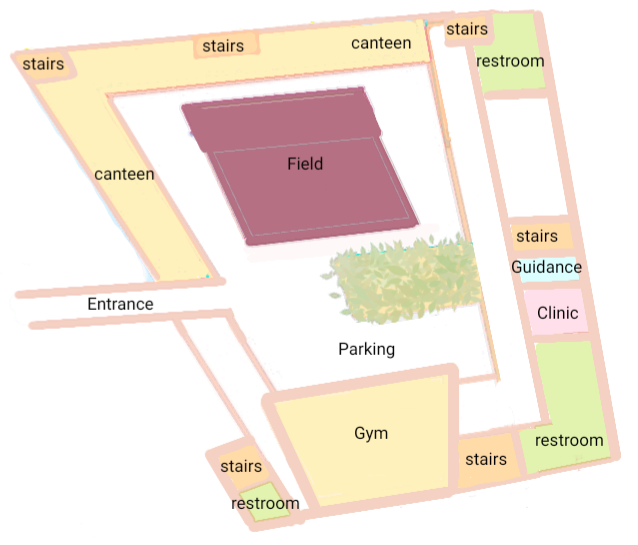 stairs
canteen
stairs
stairs
restroom
Field
canteen
stairs
Guidance
Entrance
Clinic
Parking
Gym
restroom
stairs
stairs
restroom